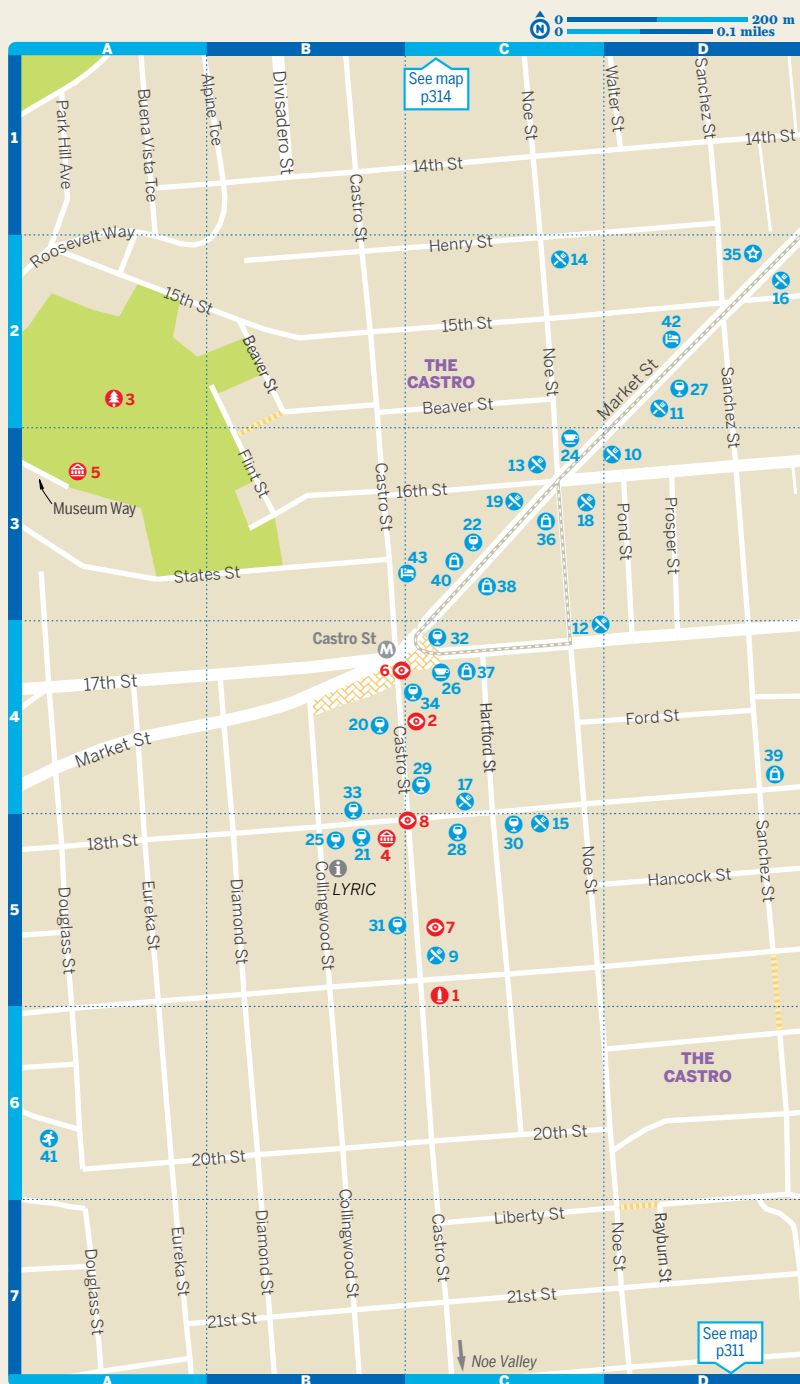 0 200 m
N
0 0.1 miles
A B C D
See map
p314
1
Park Hill Ave
Buena Vista Tce
Alpine Tce
Divisadero St
Castro St
Noe St
Walter St
Sanchez St
14th St
14th St
Roosevelt Way
Henry St
14
35
16
15th St
15th St
2
42
Beaver St
THE
CASTRO
Noe St
Market St
27
Sanchez St
3
Beaver St
11
24
10
5
Flint St
13
Castro St
16th St
Museum Way
19
18
3
22
36
Pond St
Prosper St
43
40
38
States St
12
Castro St
M
32
6
37
26
17th St
34
4
20
2
Ford St
Market St
Castro St
Hartford St
39
29
17
33
8
15
18th St
25
21
4
28
30
Noe St
Sanchez St
i
LYRIC
Hancock St
Douglass St
Eureka St
Diamond St
Collingwood St
5
31
7
9
1
THE
CASTRO
6
41
20th St
20th St
Collingwood St
Liberty St
Diamond St
Castro St
Noe St
Rayburn St
Eureka St
Douglass St
7
21st St
21st St
See map
p311
Noe Valley
A B C D